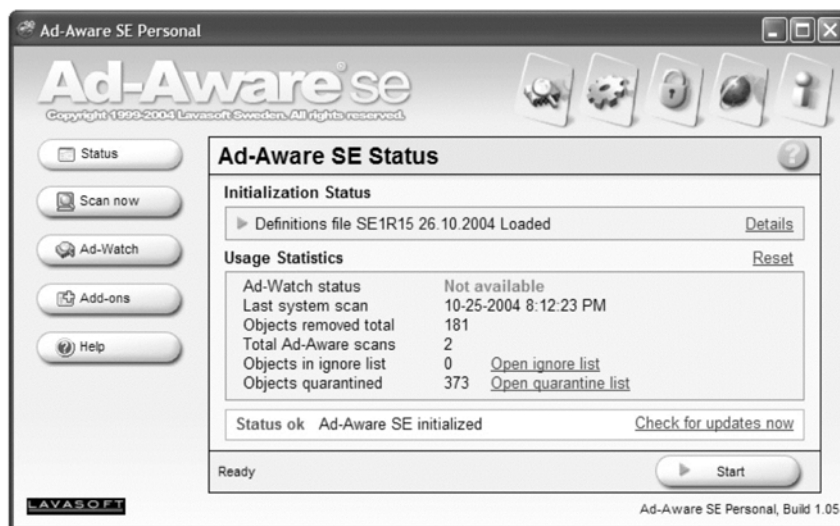 Ad-Aware SE Personal
Ad-Aware se
Copyright 1999-2004 Lavasoft Sweden. All rights reserved.
Status
Scan now
Ad-Watch
Add-ons
Help
Ad-Aware SE Status
Initialization Status
Definitions file SE1R15 26.10.2004 Loaded Details
Usage Statistics Reset
Ad-Watch status Not available
Last system scan 10-25-2004 8:12:23 PM
Objects removed total 181
Total Ad-Aware scans 2
Objects in ignore list 0 Open ignore list
Objects quarantined 373 Open quarantine list
Status ok Ad-Aware SE initialized Check for updates now
Ready Start
LAVASOFT
Ad-Aware SE Personal, Build 1.05